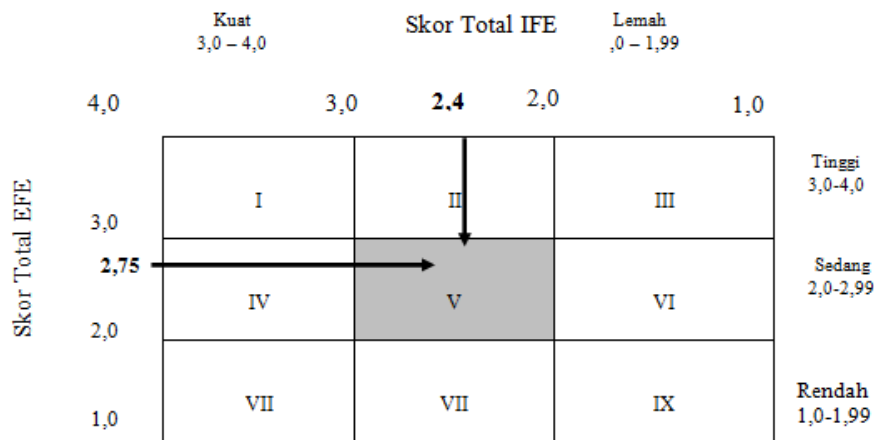 Kuat
3,0 – 4,0
Skor Total IFE
Lemah
,0 – 1,99
4,0
3,0
2,4
2,0
1,0
Tinggi
3,0-4,0
I
II
III
3,0
Skor Total EFE
2,75
Sedang
2,0-2,99
IV
V
VI
2,0
VII
VII
IX
Rendah
1,0-1,99
1,0